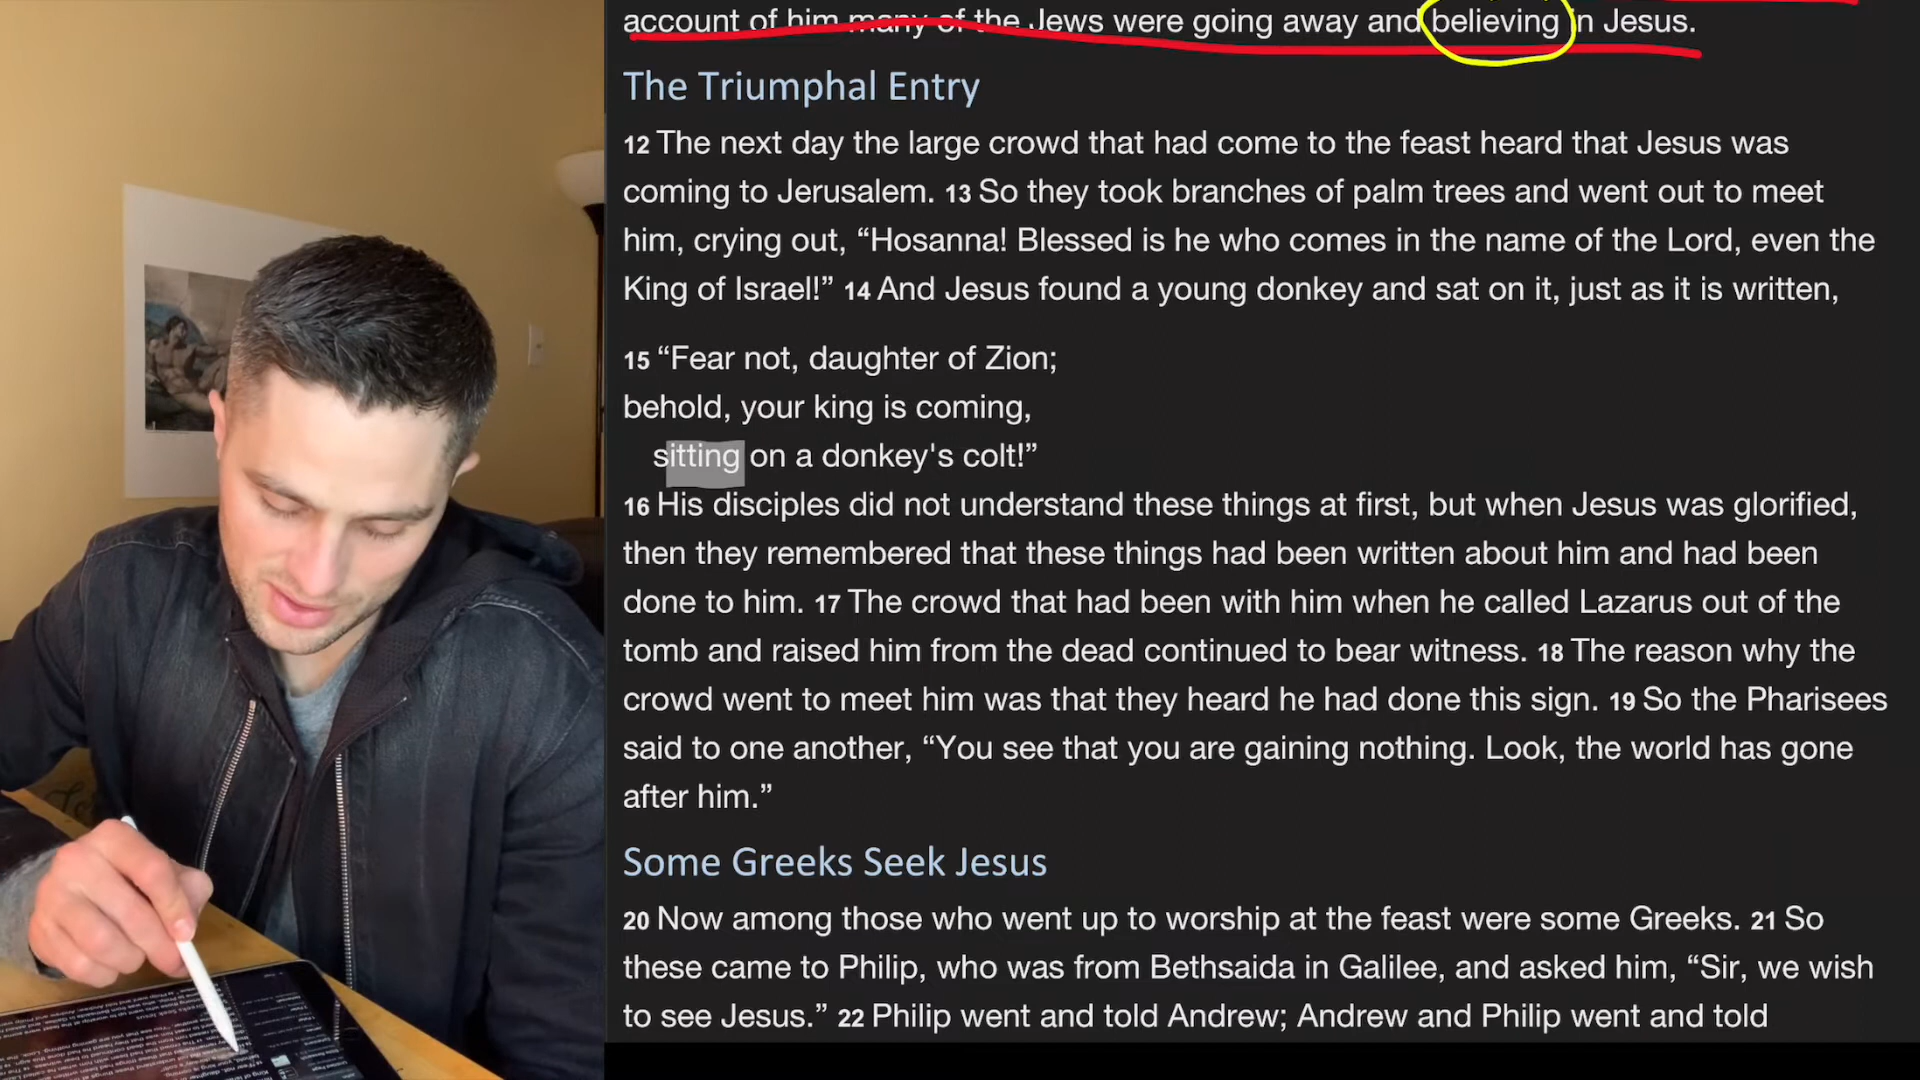 account of him many of the Jews were going away and believing in Jesus.
The Triumphal Entry
12 The next day the large crowd that had come to the feast heard that Jesus was
coming to Jerusalem. 13 So they took branches of palm trees and went out to meet
him, crying out, “Hosanna! Blessed is he who comes in the name of the Lord, even the
King of Israel!” 14 And Jesus found a young donkey and sat on it, just as it is written,
15 “Fear not, daughter of Zion;
behold, your king is coming,
sitting on a donkey's colt!”
16 His disciples did not understand these things at first, but when Jesus was glorified,
then they remembered that these things had been written about him and had been
done to him. 17 The crowd that had been with him when he called Lazarus out of the
tomb and raised him from the dead continued to bear witness. 18 The reason why the
crowd went to meet him was that they heard he had done this sign. 19 So the Pharisees
said to one another, “You see that you are gaining nothing. Look, the world has gone
after him.”
Some Greeks Seek Jesus
20 Now among those who went up to worship at the feast were some Greeks. 21 So
these came to Philip, who was from Bethsaida in Galilee, and asked him, “Sir, we wish
to see Jesus.” 22 Philip went and told Andrew; Andrew and Philip went and told